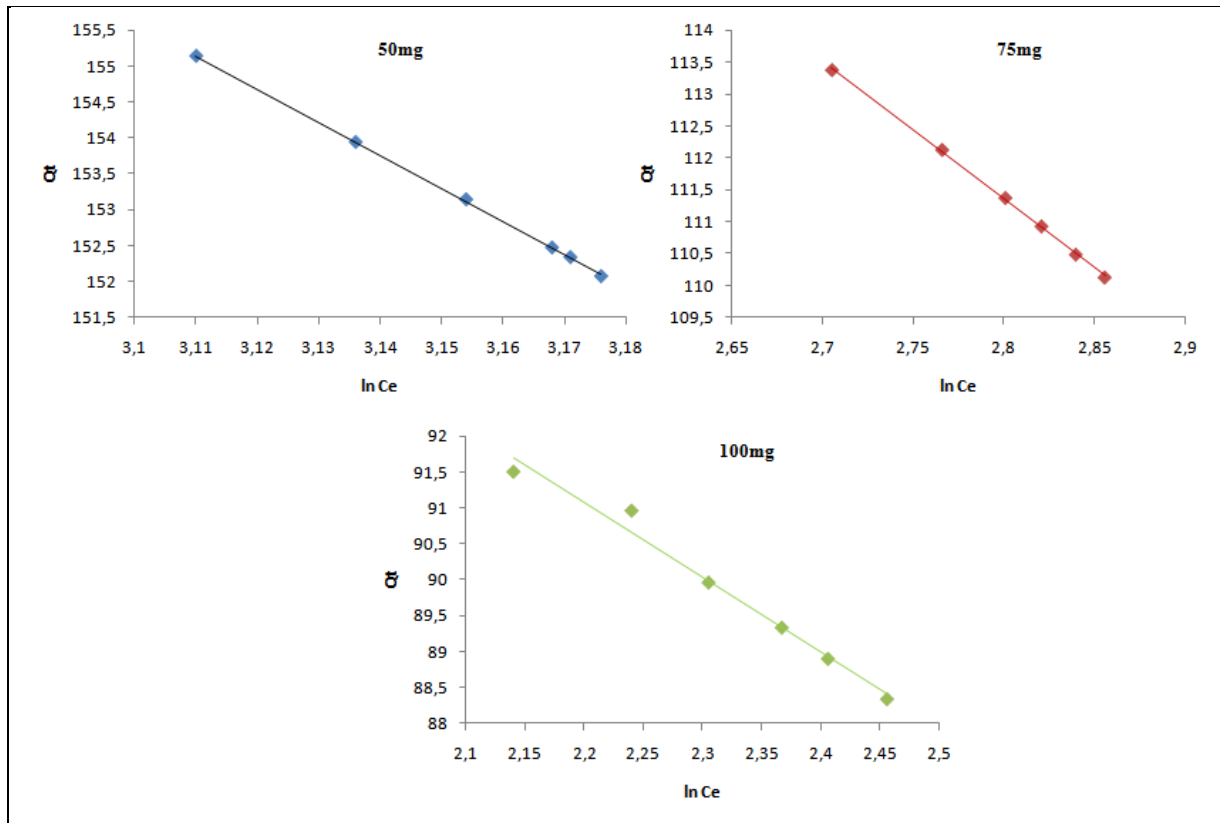 50mg
155,5
155
154,5
154
153,5
153
152,5
152
151,5
Qt
3,1 3,11 3,12 3,13 3,14 3,15 3,16 3,17 3,18
ln Ce
75mg
114
113,5
113
112,5
112
111,5
111
110,5
110
109,5
Qt
2,65 2,7 2,75 2,8 2,85 2,9
ln Ce
100mg
92
91,5
91
90,5
90
89,5
89
88,5
88
Qt
2,1 2,15 2,2 2,25 2,3 2,35 2,4 2,45 2,5
ln Ce